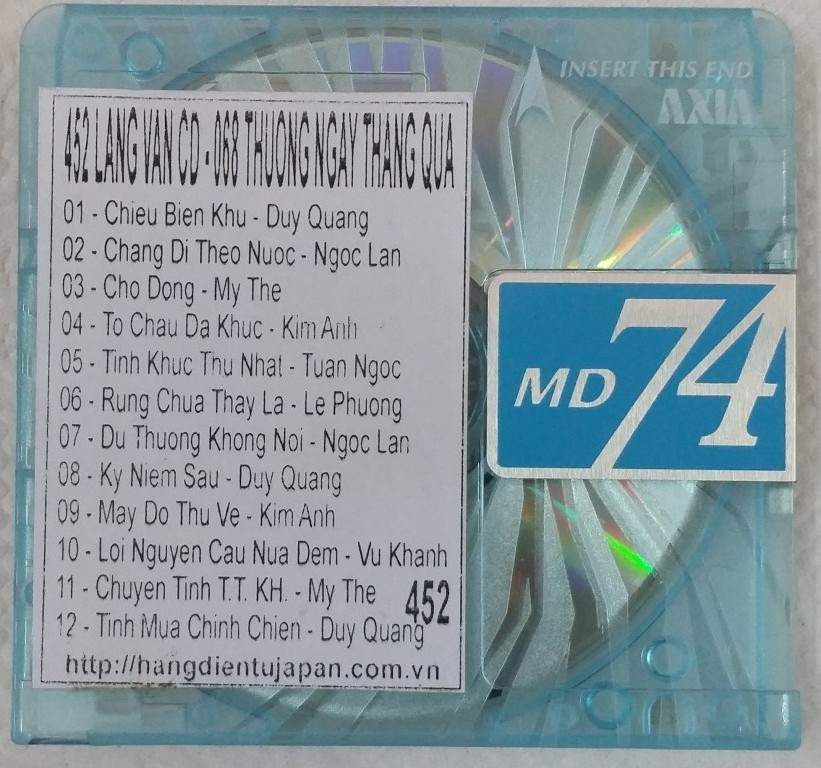 INSERT THIS END
AXIA
452 LANG VAN CD - 068 THUONG NGAY THANG QUA
01 - Chieu Bien Khu - Duy Quang
02 - Chang Di Theo Nuoc - Ngoc Lan
03 - Cho Dong - My The
04 - To Chau Da Khuc - Kim Anh
05 - Tinh Khuc Thu Nhat - Tuan Ngoc
06 - Rung Chua Thay La - Le Phuong
07 - Du Thuong Khong Noi - Ngoc Lan
08 - Ky Niem Sau - Duy Quang
09 - May Do Thu Ve - Kim Anh
10 - Loi Nguyen Cau Nua Dem - Vu Khanh
11 - Chuyen Tinh T.T. KH. - My The
452
12 - Tinh Mua Chinh Chien - Duy Quang
http://hangdientujapan.com.vn
MD 74